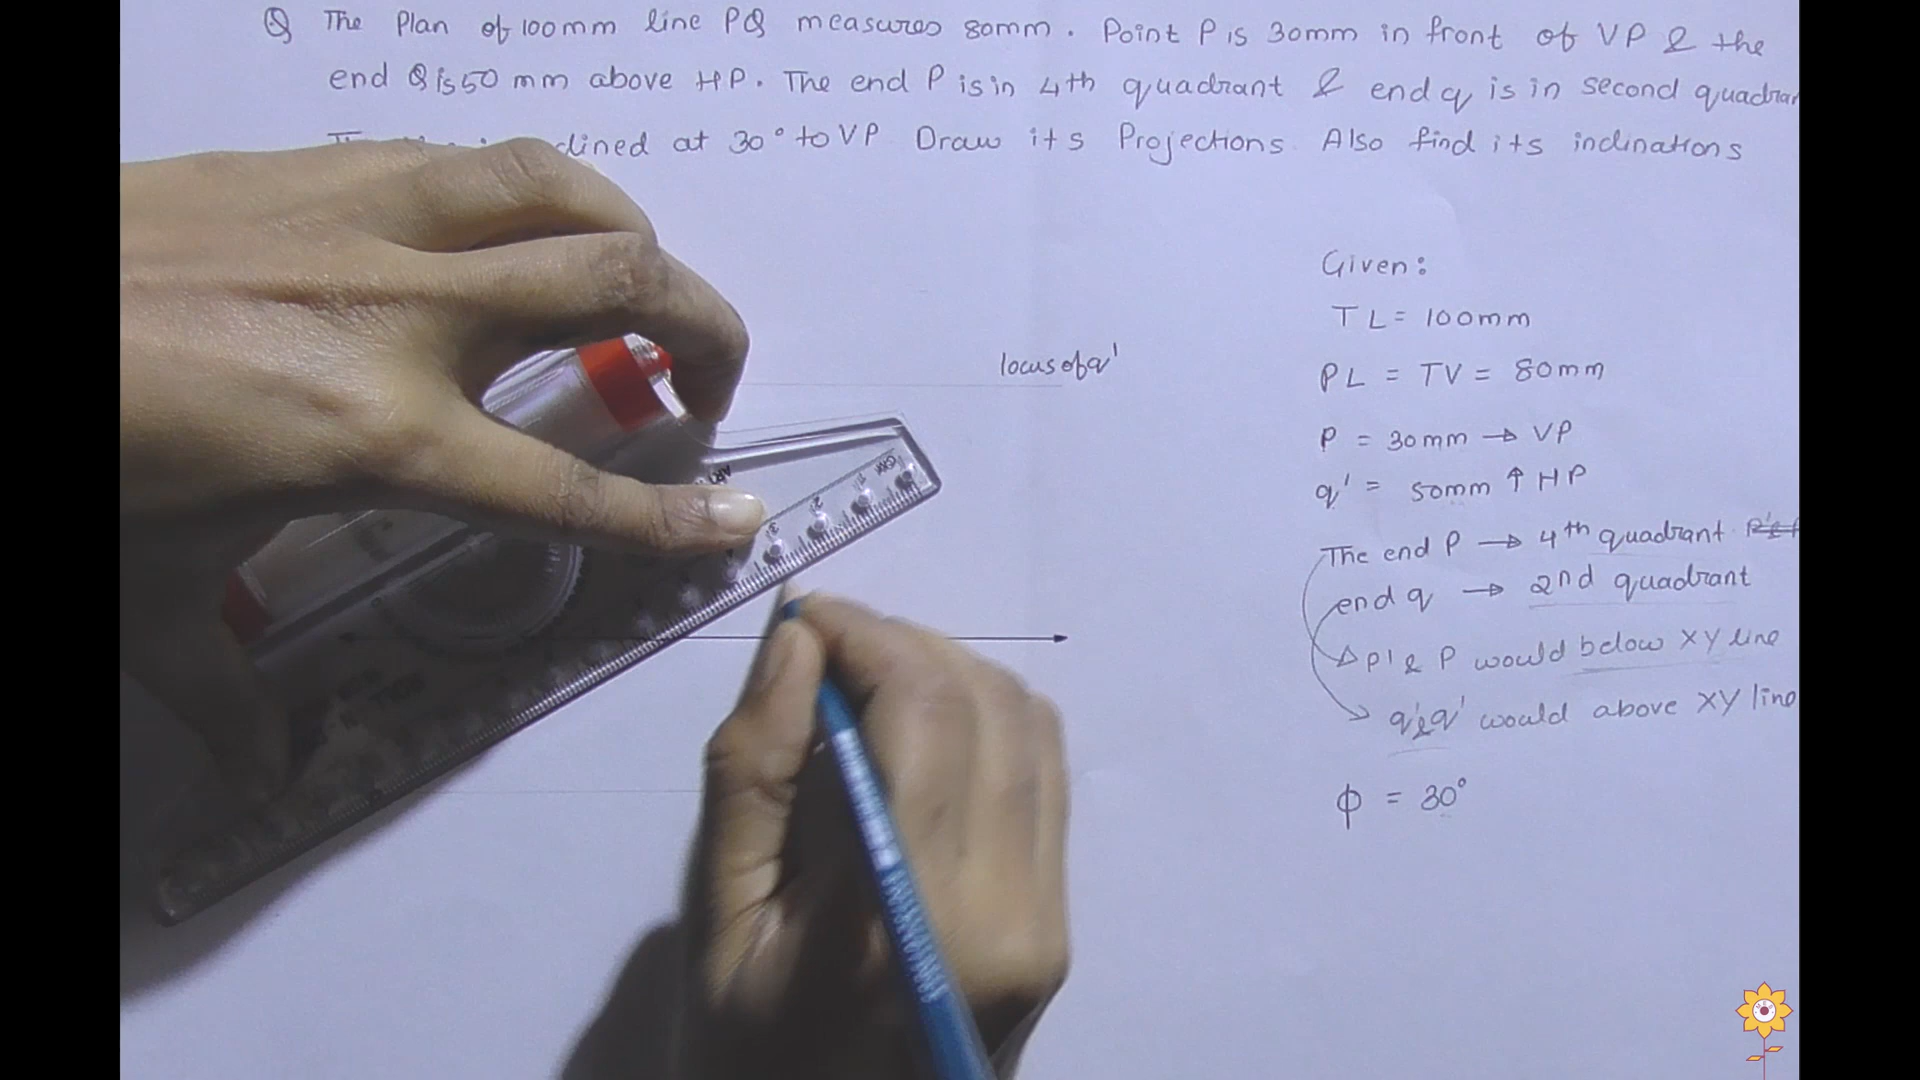 Q The Plan of 100mm line PQ measures 80mm. Point P is 30mm in front of VP & the
end Q is 50 mm above HP. The end P is in 4th quadrant & end q is in second
at 30° to VP Draw its Projections. Also find its inclinations
Given:
TL = 100mm
PL = TV = 80mm
P = 30mm → VP
q' = 50mm ↑ HP
The end P → 4th quadrant
end q → 2nd quadrant
P' & P would below XY line
q & q' would above XY line
φ = 30°
locus of q'
1 2 3